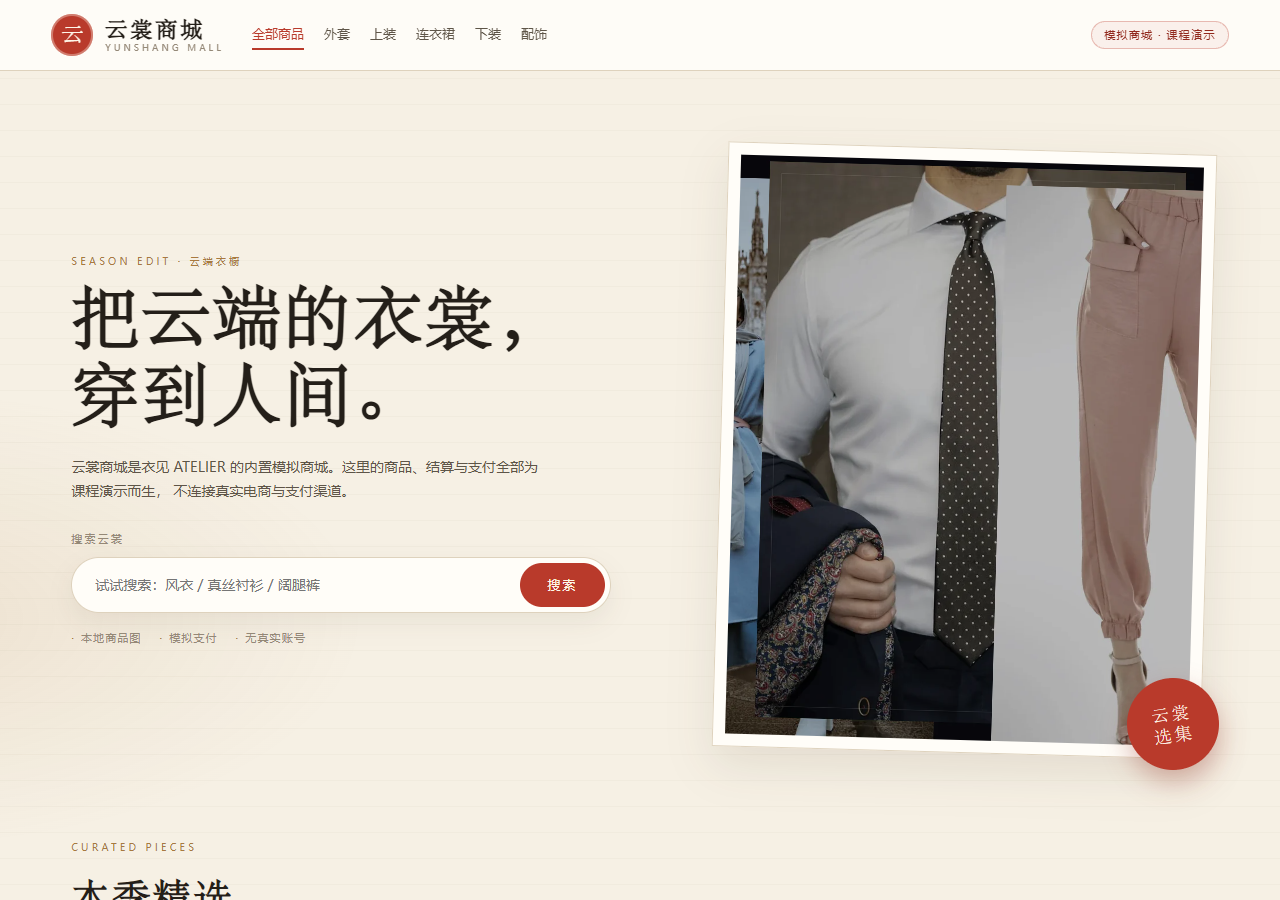 云
云裳商城
YUNSHANG MALL
全部商品
外套
上装
连衣裙
下装
配饰
模拟商城 · 课程演示
SEASON EDIT · 云端衣橱
把云端的衣裳，
穿到人间。
云裳商城是衣见 ATELIER 的内置模拟商城。这里的商品、结算与支付全部为
课程演示而生， 不连接真实电商与支付渠道。
搜索云裳
试试搜索：风衣 / 真丝衬衫 / 阔腿裤
搜索
· 本地商品图
· 模拟支付
· 无真实账号
云裳
选集
CURATED PIECES
本季精选